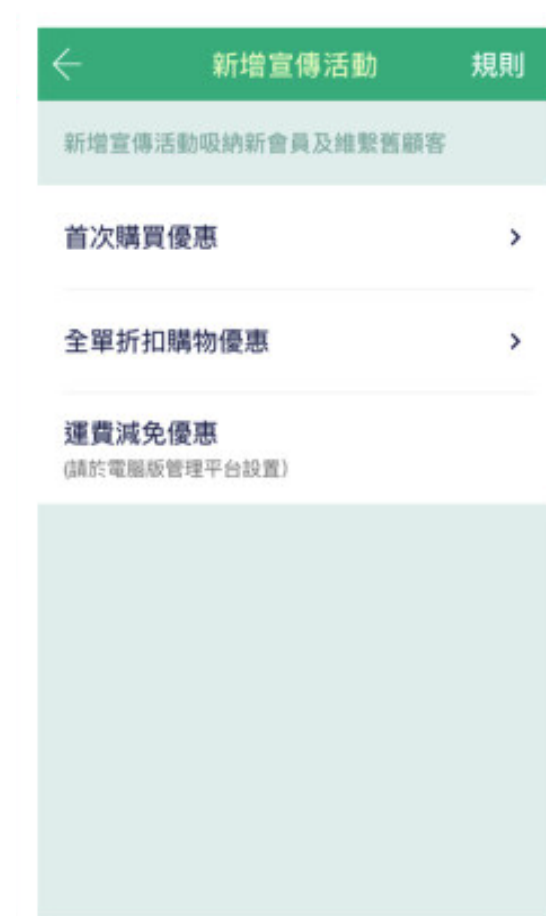 新增宣傳活動 規則
新增宣傳活動吸納新會員及維繫舊顧客
首次購買優惠
全單折扣購物優惠
運費減免優惠
(請於電腦版管理平台設置)